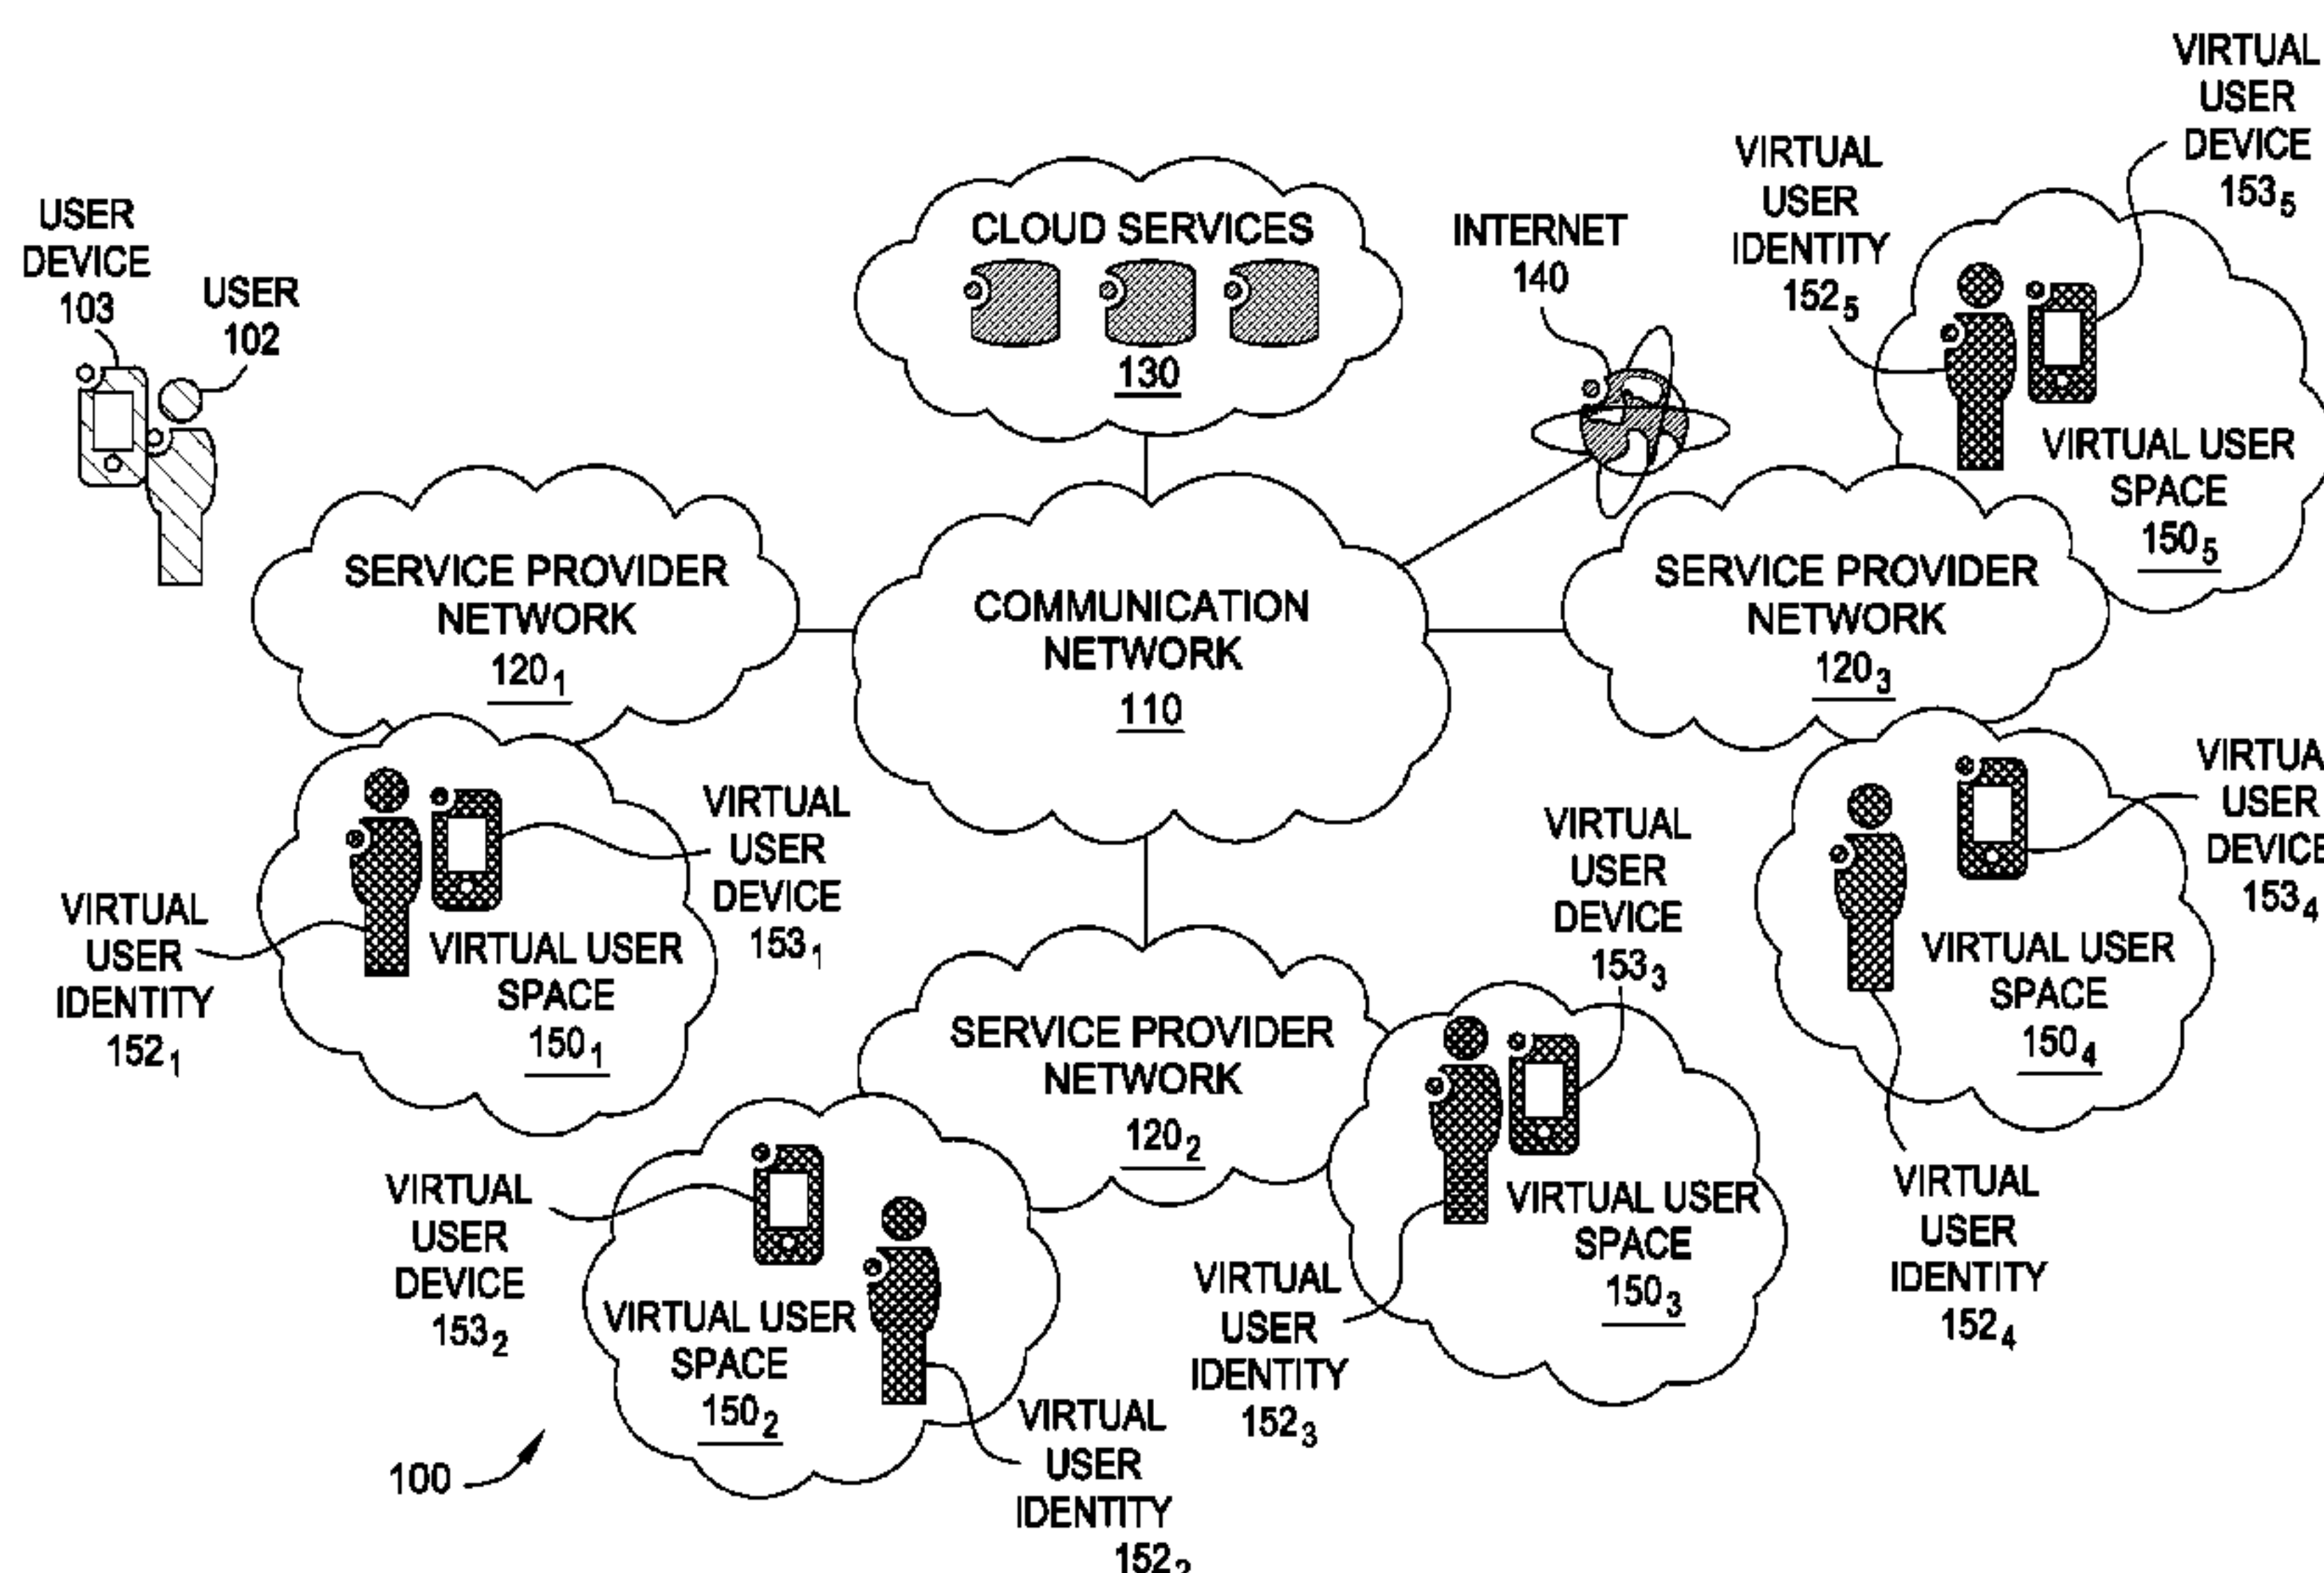 USER
DEVICE
103
USER
102
CLOUD SERVICES
130
INTERNET
140
VIRTUAL
USER
IDENTITY
152₅
VIRTUAL
USER
DEVICE
153₅
VIRTUAL USER
SPACE
150₅
SERVICE PROVIDER
NETWORK
120₁
COMMUNICATION
NETWORK
110
SERVICE PROVIDER
NETWORK
120₃
VIRTUAL
USER
IDENTITY
152₁
VIRTUAL USER
SPACE
150₁
VIRTUAL
USER
DEVICE
153₁
SERVICE PROVIDER
NETWORK
120₂
VIRTUAL
USER
DEVICE
153₃
VIRTUAL USER
SPACE
150₄
VIRTUA
USER
DEVICE
153₄
VIRTUAL
USER
DEVICE
153₂
VIRTUAL USER
SPACE
150₂
VIRTUAL
USER
IDENTITY
152₂
VIRTUAL
USER
IDENTITY
152₃
VIRTUAL USER
SPACE
150₃
VIRTUAL
USER
IDENTITY
152₄
100